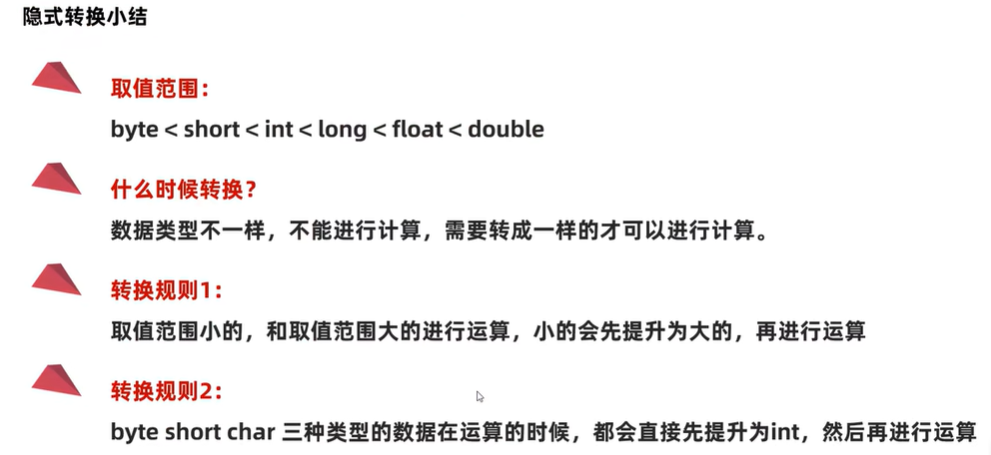 隐式转换小结
取值范围：
byte < short < int < long < float < double
什么时候转换？
数据类型不一样，不能进行计算，需要转成一样的才可以进行计算。
转换规则1：
取值范围小的，和取值范围大的进行运算，小的会先提升为大的，再进行运算
转换规则2：
byte short char 三种类型的数据在运算的时候，都会直接先提升为int，然后再进行运算